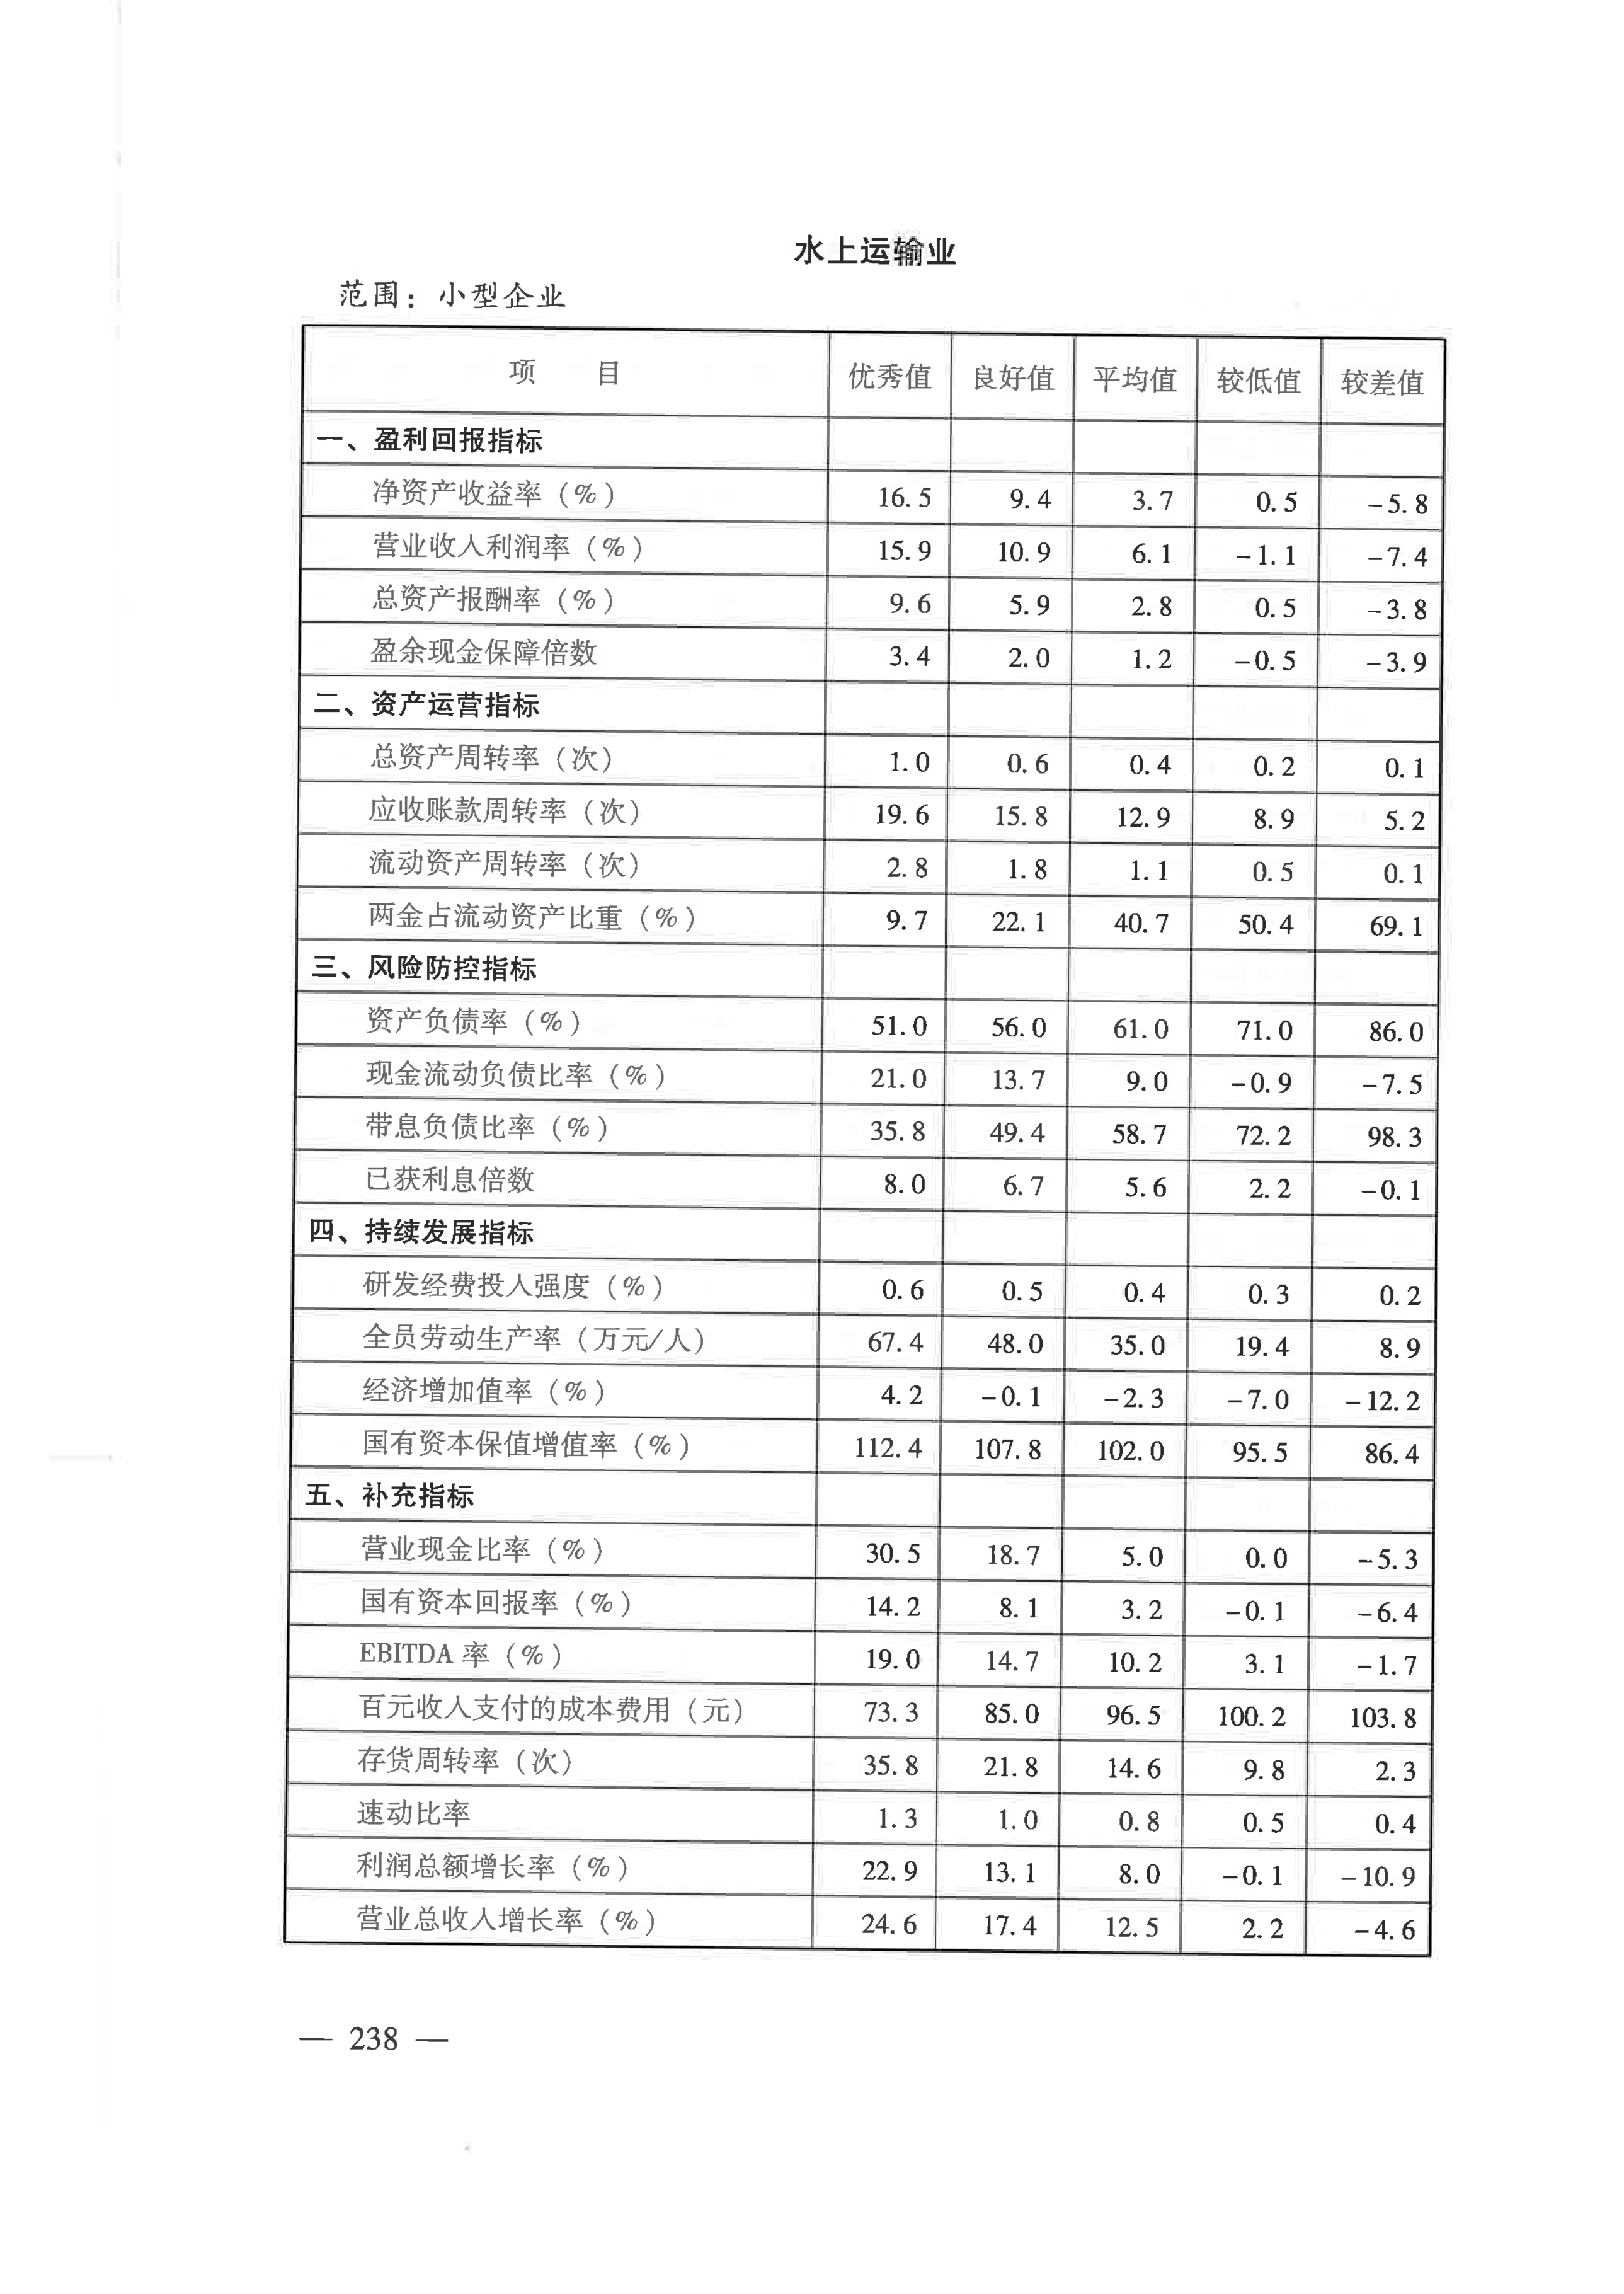 水上运输业
范围：小型企业
项 目 优秀值 良好值 平均值 较低值 较差值
一、盈利回报指标
净资产收益率（%） 16.5 9.4 3.7 0.5 -5.8
营业收入利润率（%） 15.9 10.9 6.1 -1.1 -7.4
总资产报酬率（%） 9.6 5.9 2.8 0.5 -3.8
盈余现金保障倍数 3.4 2.0 1.2 -0.5 -3.9
二、资产运营指标
总资产周转率（次） 1.0 0.6 0.4 0.2 0.1
应收账款周转率（次） 19.6 15.8 12.9 8.9 5.2
流动资产周转率（次） 2.8 1.8 1.1 0.5 0.1
两金占流动资产比重（%） 9.7 22.1 40.7 50.4 69.1
三、风险防控指标
资产负债率（%） 51.0 56.0 61.0 71.0 86.0
现金流动负债比率（%） 21.0 13.7 9.0 -0.9 -7.5
带息负债比率（%） 35.8 49.4 58.7 72.2 98.3
已获利息倍数 8.0 6.7 5.6 2.2 -0.1
四、持续发展指标
研发经费投入强度（%） 0.6 0.5 0.4 0.3 0.2
全员劳动生产率（万元/人） 67.4 48.0 35.0 19.4 8.9
经济增加值率（%） 4.2 -0.1 -2.3 -7.0 -12.2
国有资本保值增值率（%） 112.4 107.8 102.0 95.5 86.4
五、补充指标
营业现金比率（%） 30.5 18.7 5.0 0.0 -5.3
国有资本回报率（%） 14.2 8.1 3.2 -0.1 -6.4
EBITDA 率（%） 19.0 14.7 10.2 3.1 -1.7
百元收入支付的成本费用（元） 73.3 85.0 96.5 100.2 103.8
存货周转率（次） 35.8 21.8 14.6 9.8 2.3
速动比率 1.3 1.0 0.8 0.5 0.4
利润总额增长率（%） 22.9 13.1 8.0 -0.1 -10.9
营业总收入增长率（%） 24.6 17.4 12.5 2.2 -4.6
— 238 —